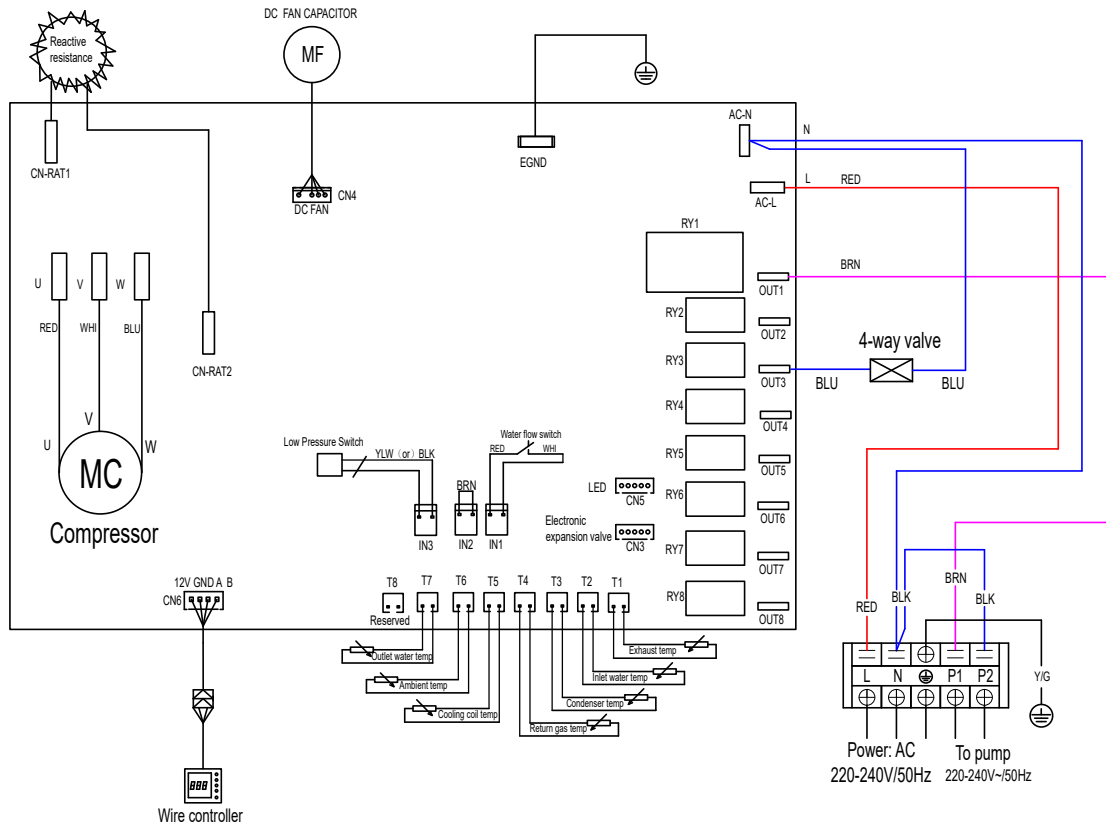 DC FAN CAPACITOR
Reactive
resistance
MF
AC-N
N
CN-RAT1
EGND
L
RED
AC-L
CN4
DC FAN
RY1
BRN
OUT1
U
V
W
RED
WHI
BLU
CN-RAT2
RY2
OUT2
4-way valve
RY3
OUT3
BLU
BLU
RY4
OUT4
V
U
W
MC
Compressor
Low Pressure Switch
YLW (or) BLK
Water flow switch
RED
WHI
RY5
OUT5
LED
CN5
BRN
IN3
IN2
IN1
RY6
OUT6
Electronic
expansion valve
CN3
RY7
OUT7
12V GND A B
CN6
T8
T7
T6
T5
T4
T3
T2
T1
Reserved
RY8
OUT8
Outlet water temp
Ambient temp
Cooling coil temp
Return gas temp
Condenser temp
Inlet water temp
Exhaust temp
RED
BLK
BRN
BLK
L
N
P1
P2
Y/G
Power: AC
220-240V/50Hz
To pump
220-240V~/50Hz
888
Wire controller